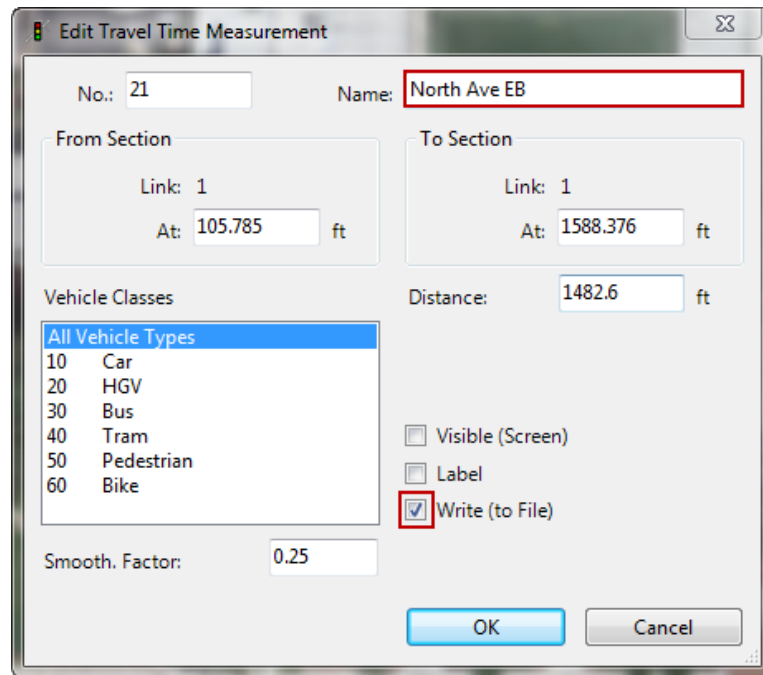 Edit Travel Time Measurement
No.: 21 Name: North Ave EB
From Section To Section
Link: 1 Link: 1
At: 105.785 ft At: 1588.376 ft
Vehicle Classes Distance: 1482.6 ft
All Vehicle Types
10 Car
20 HGV
30 Bus
40 Tram
50 Pedestrian
60 Bike
Visible (Screen)
Label
Write (to File)
Smooth. Factor: 0.25
OK Cancel